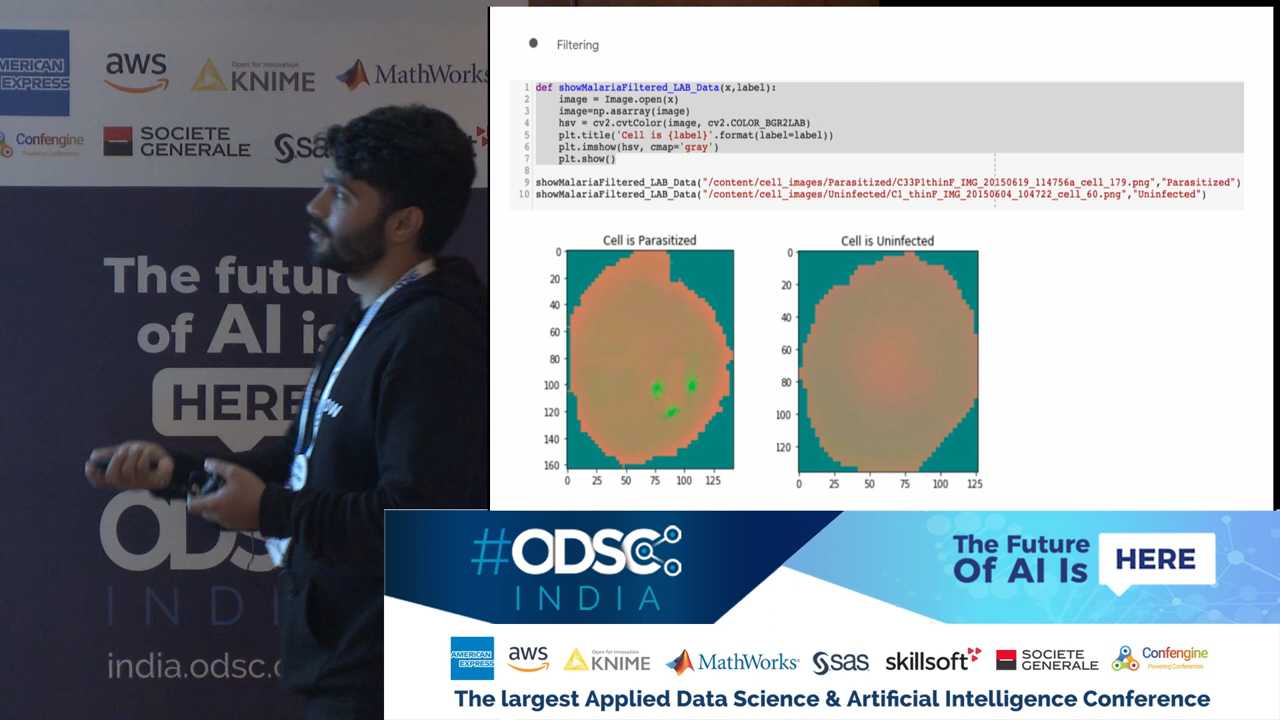 AMERICAN
EXPRESS
aws
Open for Innovation
KNIME
MathWorks
Confengine
Powering Conferences
SOCIETE
GENERALE
sas
The futur
of AI is
HERE
ODS
INDI
india.odsc.c
ow
● Filtering
1 def showMalariaFiltered_LAB_Data(x,label):
2 image = Image.open(x)
3 image=np.asarray(image)
4 hsv = cv2.cvtColor(image, cv2.COLOR_BGR2LAB)
5 plt.title('Cell is {label}'.format(label=label))
6 plt.imshow(hsv, cmap='gray')
7 plt.show()
8
9 showMalariaFiltered_LAB_Data("/content/cell_images/Parasitized/C33P1thinF_IMG_20150619_114756a_cell_179.png","Parasitized")
10 showMalariaFiltered_LAB_Data("/content/cell_images/Uninfected/C1_thinF_IMG_20150604_104722_cell_60.png","Uninfected")
Cell is Parasitized
0
20
40
60
80
100
120
140
160
0 25 50 75 100 125
Cell is Uninfected
0
20
40
60
80
100
120
0 25 50 75 100 125
#ODSC
INDIA
The Future
Of AI Is
HERE
AMERICAN
EXPRESS
aws
Open for Innovation
KNIME
MathWorks®
sas
skillsoft
SOCIETE
GENERALE
Confengine
Powering Conferences
The largest Applied Data Science & Artificial Intelligence Conference